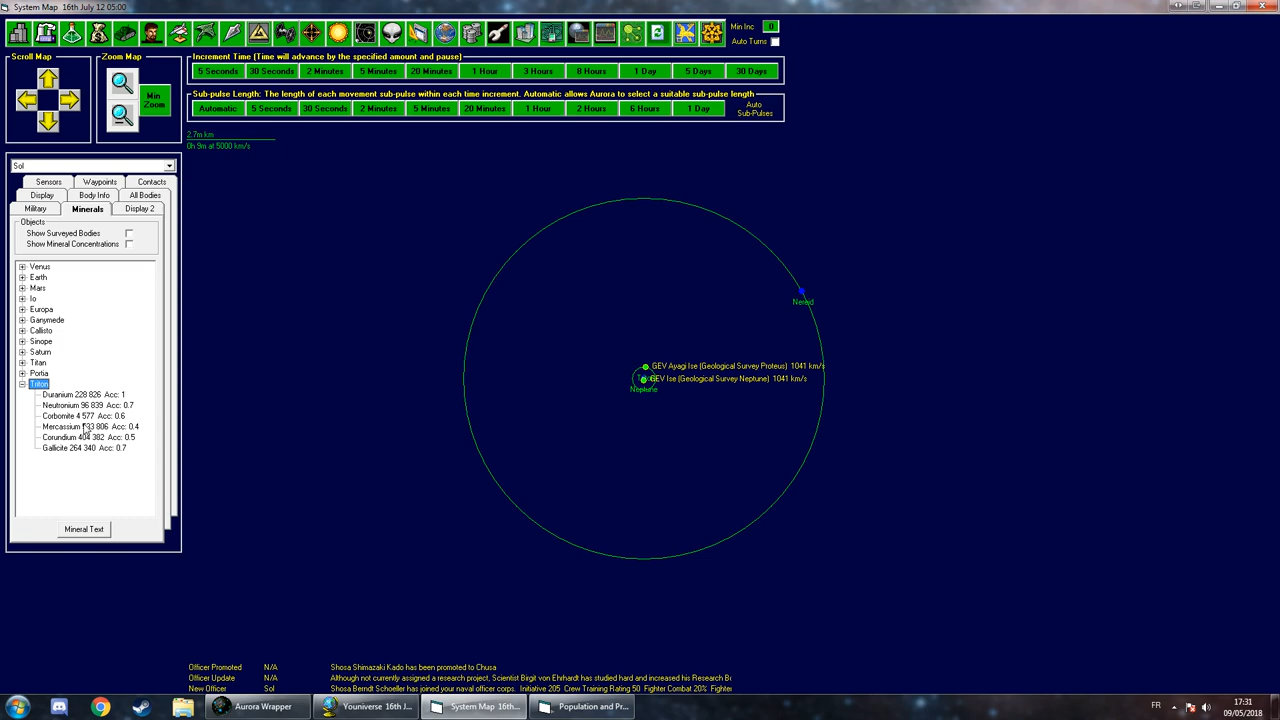 System Map 16th July 12 05:00
Min Inc 0
Auto Turns
Scroll Map
Zoom Map
Min Zoom
Increment Time (Time will advance by the specified amount and pause)
5 Seconds 30 Seconds 2 Minutes 5 Minutes 20 Minutes 1 Hour 3 Hours 8 Hours 1 Day 5 Days 30 Days
Sub-pulse Length: The length of each movement sub-pulse within each time increment. Automatic allows Aurora to select a suitable sub-pulse length
Automatic 5 Seconds 30 Seconds 2 Minutes 5 Minutes 20 Minutes 1 Hour 2 Hours 6 Hours 1 Day Auto Sub-Pulses
2.7m km
0h 9m at 5000 km/s
Sol
Sensors Waypoints Contacts
Display Body Info All Bodies
Military Minerals Display 2
Objects
Show Surveyed Bodies
Show Mineral Concentrations
Venus
Earth
Mars
Io
Europa
Ganymede
Callisto
Sinope
Saturn
Titan
Portia
Triton
Duranium 228 826 Acc: 1
Neutronium 96 839 Acc: 0.7
Corbomite 4 577 Acc: 0.6
Mercassium 806 Acc: 0.4
Corundium 404 382 Acc: 0.5
Gallicite 264 340 Acc: 0.7
Mineral Text
Nereid
GEV Ayagi Ise (Geological Survey Proteus) 1041 km/s
GEV Ise (Geological Survey Neptune) 1041 km/s
Neptune
Officer Promoted N/A Shosa Shimazaki Kado has been promoted to Chusa
Officer Update N/A Although not currently assigned a research project, Scientist Birgit von Ehrhardt has studied hard and increased his Research Bo
New Officer Sol Shosa Berndt Schoeller has joined your naval officer corps. Initiative 205 Crew Training Rating 50 Fighter Combat 20% Fighter
Aurora Wrapper
Youniverse 16th J...
System Map 16th...
Population and Pr...
FR
17:31
09/05/2018